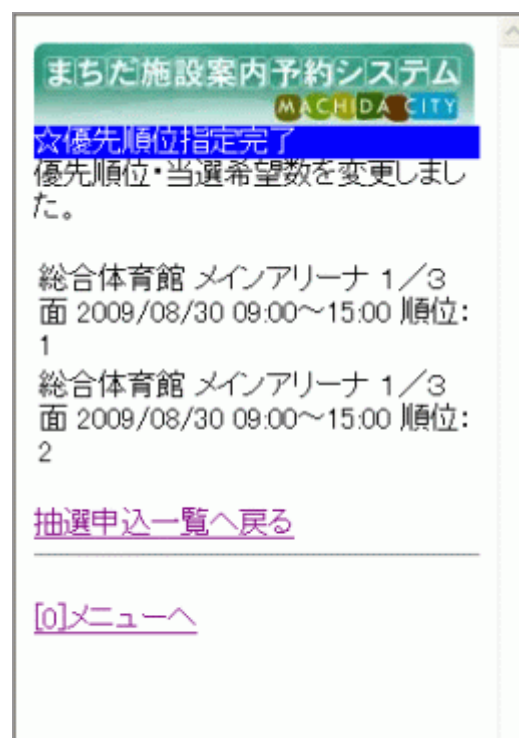 まちだ施設案内予約システム
MACHIDA CITY
☆優先順位指定完了
優先順位・当選希望数を変更しまし
た。
総合体育館 メインアリーナ 1／3
面 2009/08/30 09:00～15:00 順位:
1
総合体育館 メインアリーナ 1／3
面 2009/08/30 09:00～15:00 順位:
2
抽選申込一覧へ戻る
[0]メニューへ